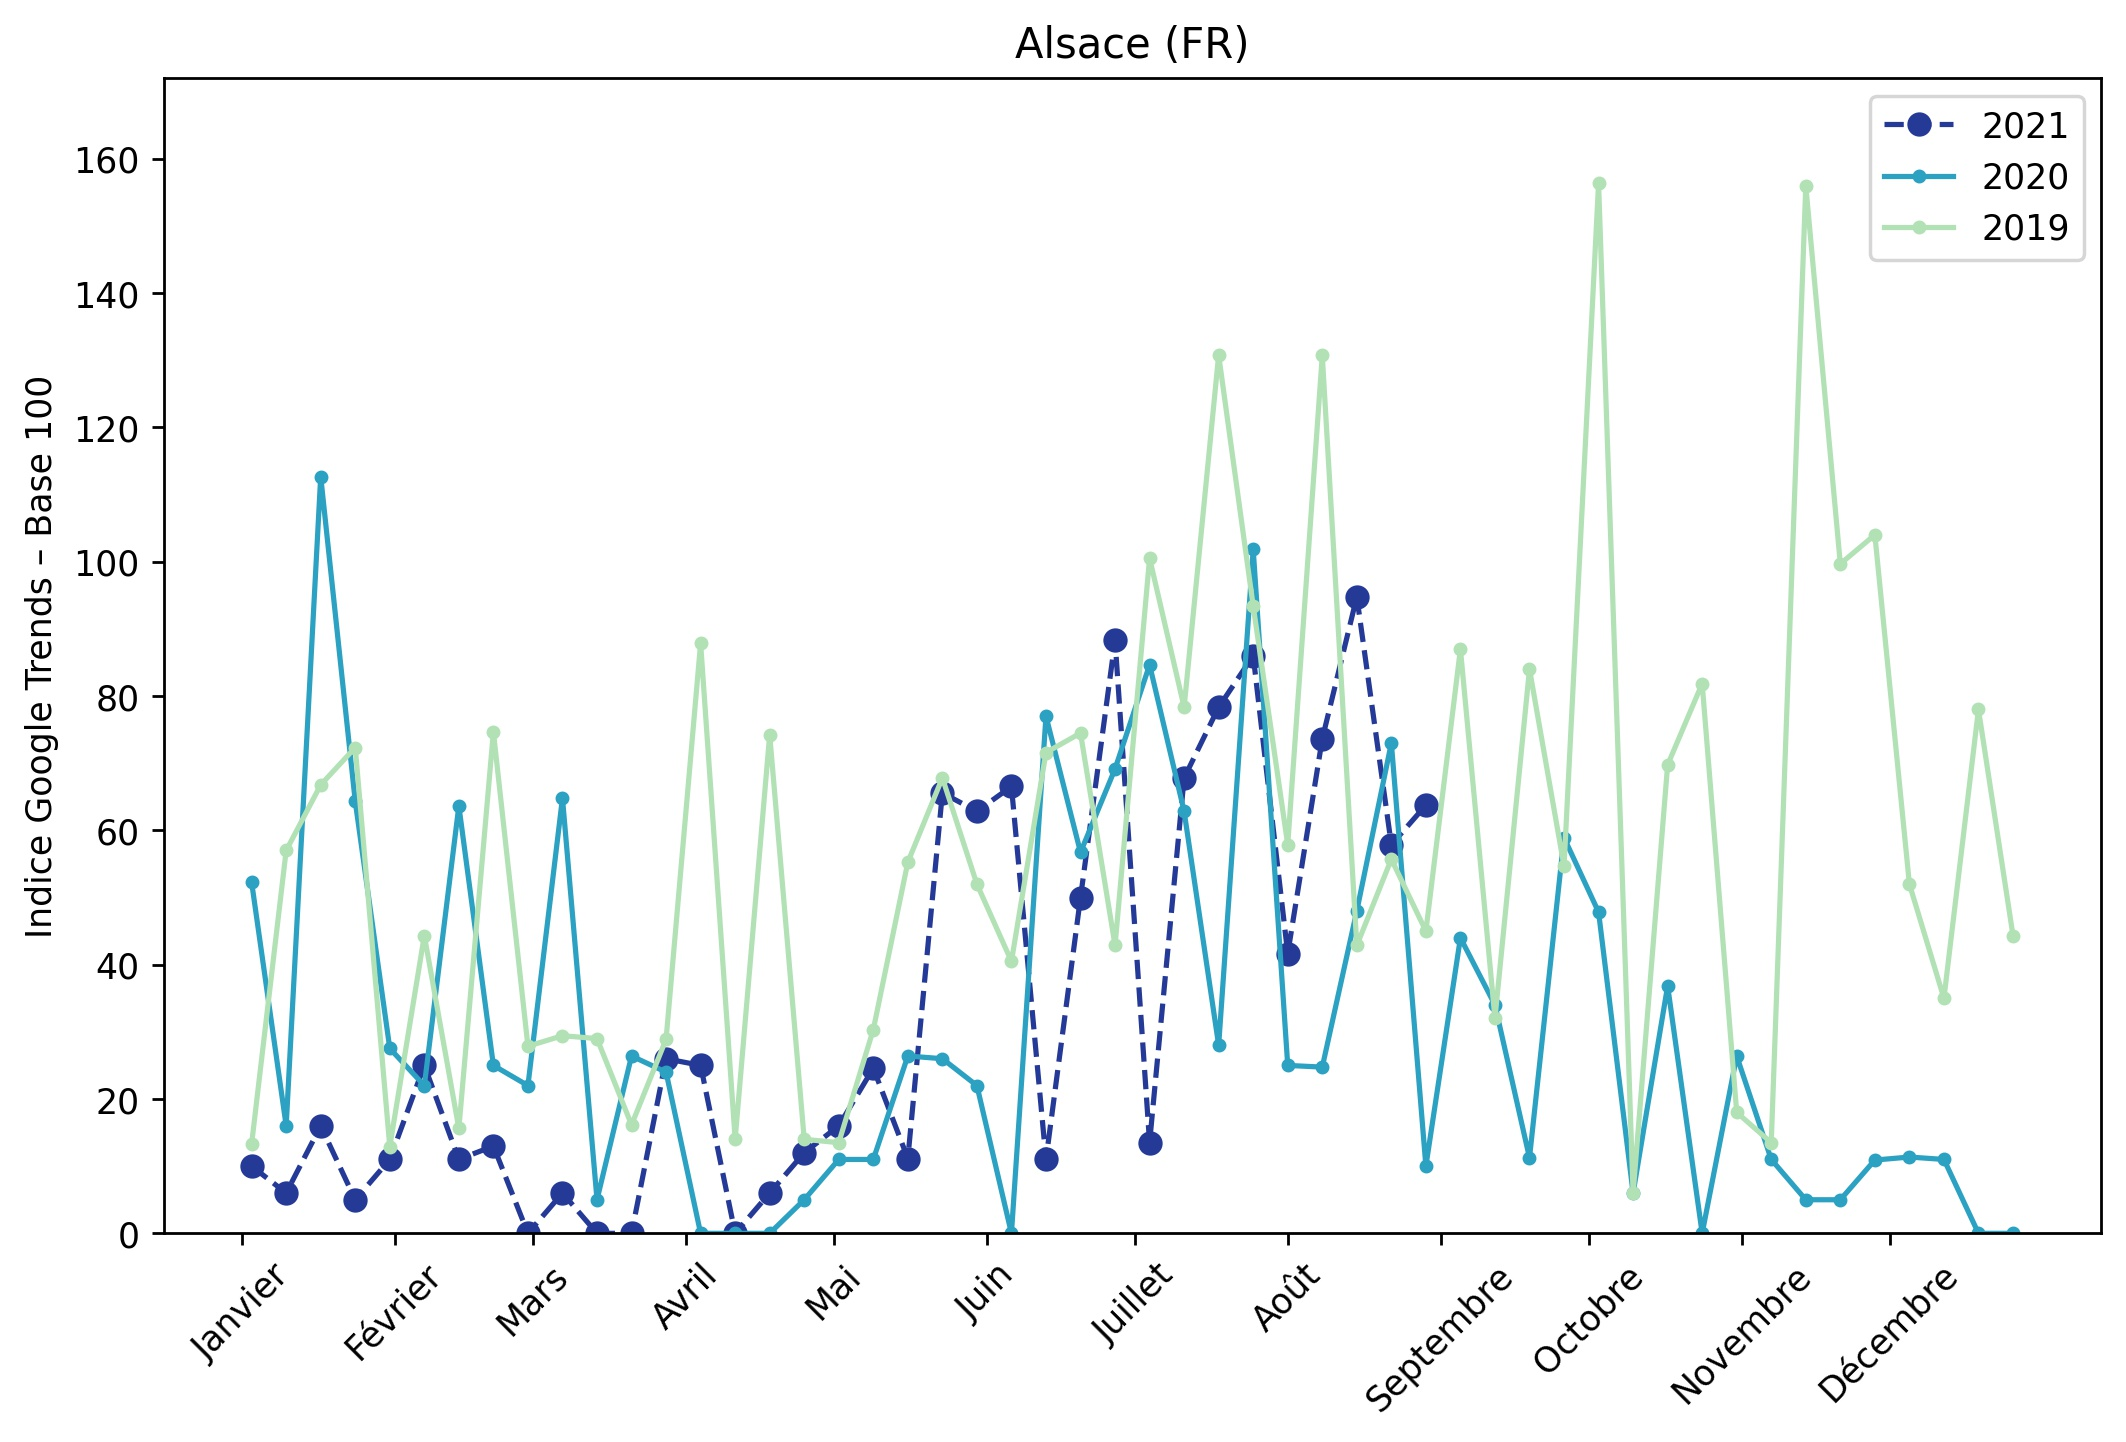 Alsace (FR)
Indice Google Trends – Base 100
160
140
120
100
80
60
40
20
0
2021
2020
2019
Janvier
Février
Mars
Avril
Mai
Juin
Juillet
Août
Septembre
Octobre
Novembre
Décembre